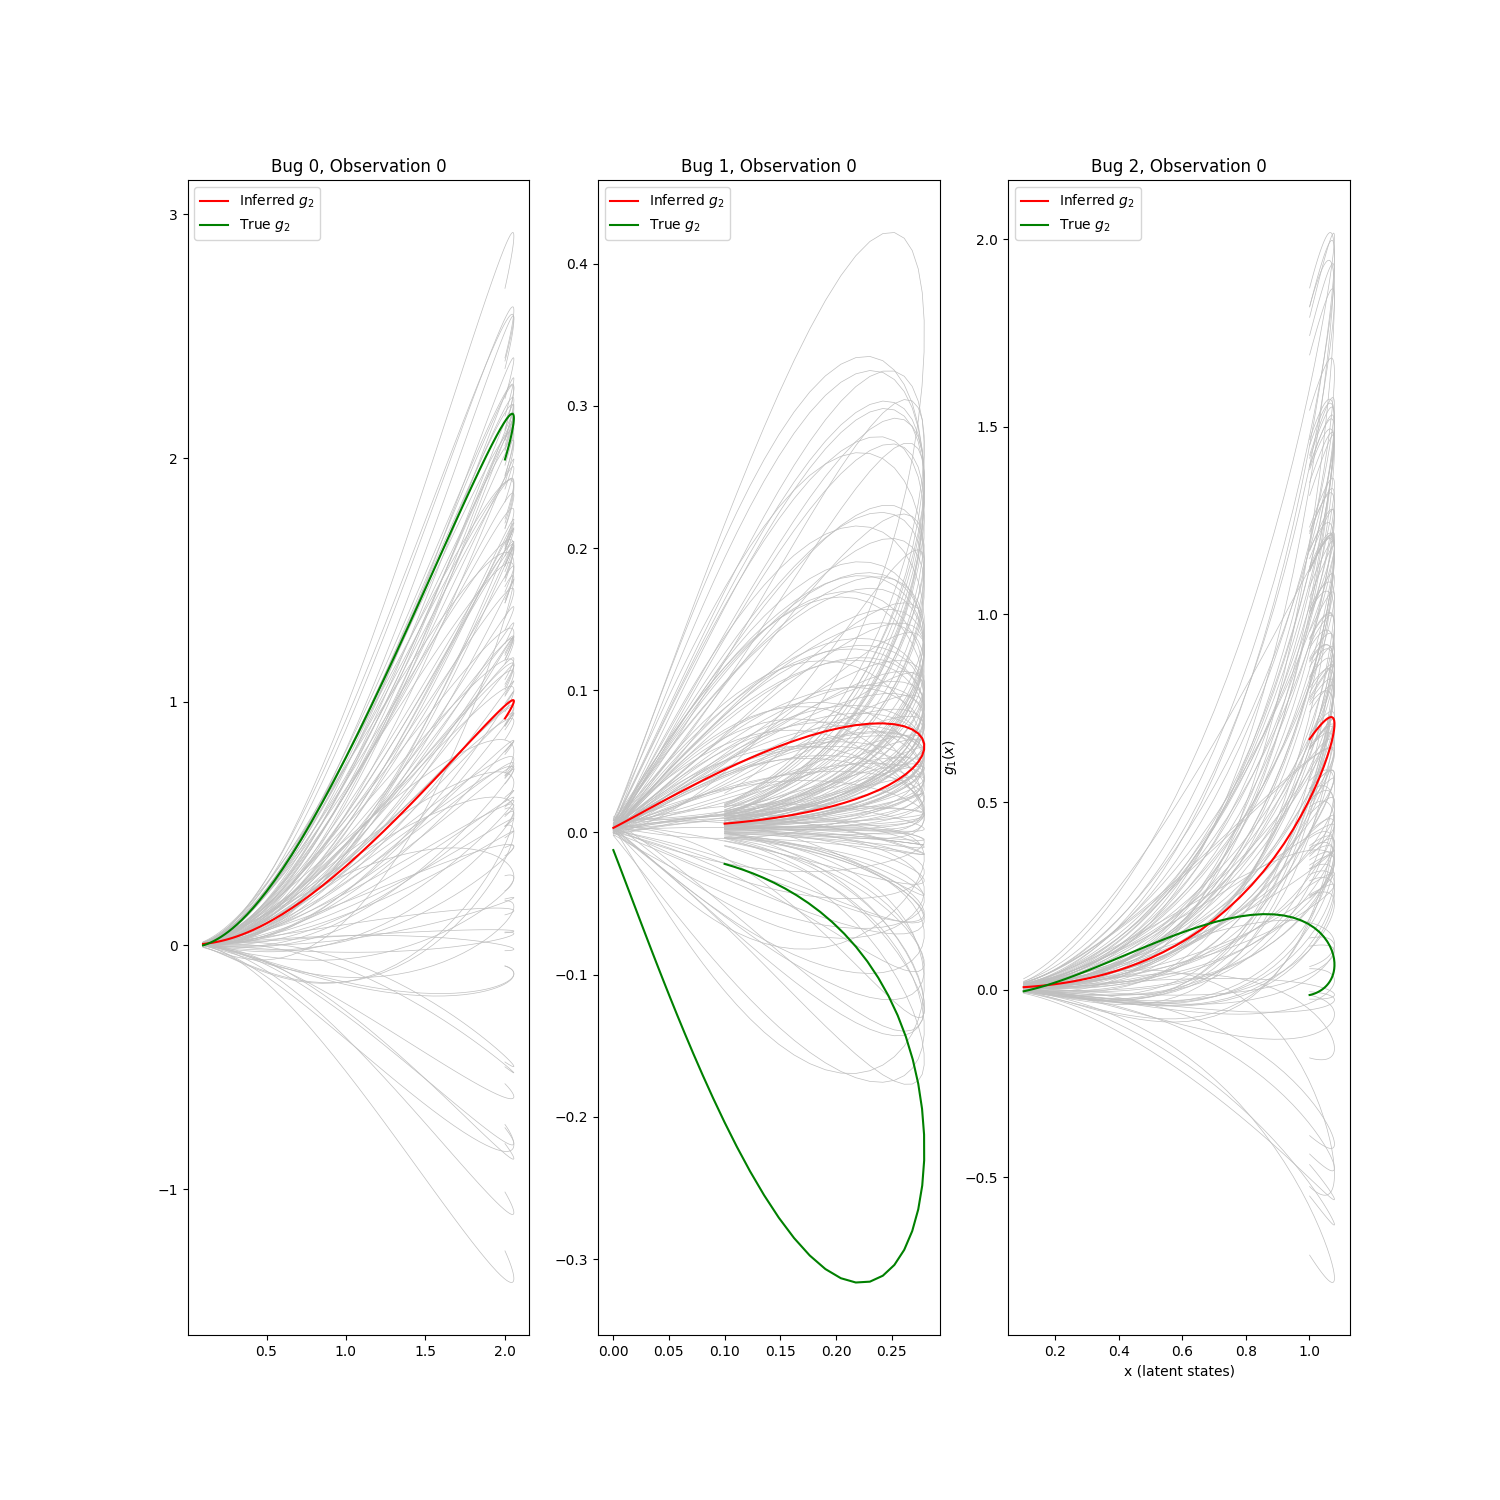 Bug 0, Observation 0
Inferred g₂
True g₂
3
2
1
0
−1
0.5 1.0 1.5 2.0
Bug 1, Observation 0
Inferred g₂
True g₂
0.4
0.3
0.2
0.1
0.0
−0.1
−0.2
−0.3
0.00 0.05 0.10 0.15 0.20 0.25
Bug 2, Observation 0
Inferred g₂
True g₂
g₁(x)
2.0
1.5
1.0
0.5
0.0
−0.5
0.2 0.4 0.6 0.8 1.0
x (latent states)